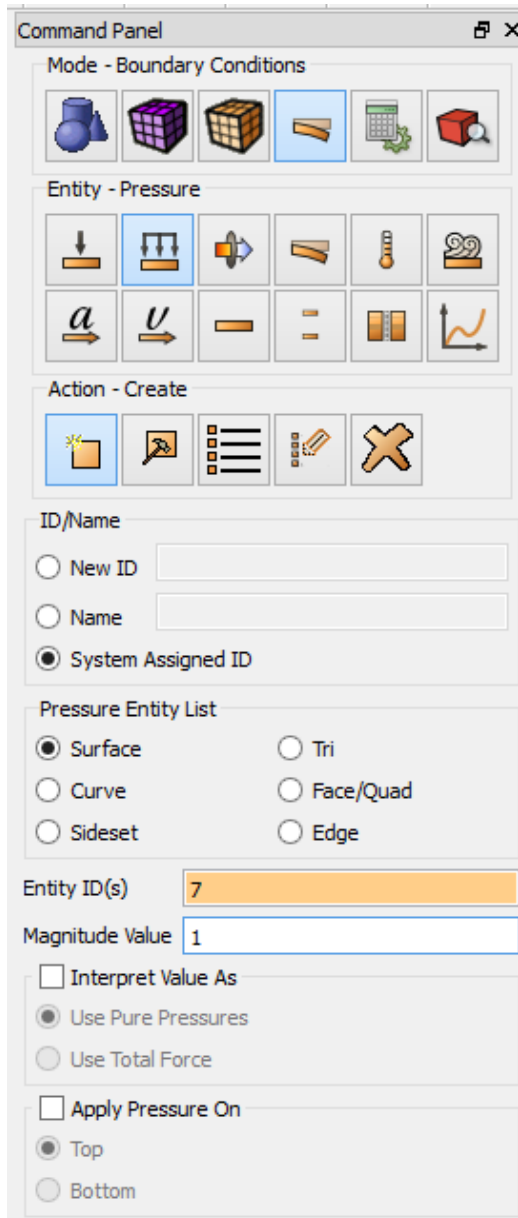 Command Panel
Mode - Boundary Conditions
Entity - Pressure
a v
Action - Create
ID/Name
New ID
Name
System Assigned ID
Pressure Entity List
Surface Tri
Curve Face/Quad
Sideset Edge
Entity ID(s) 7
Magnitude Value 1
Interpret Value As
Use Pure Pressures
Use Total Force
Apply Pressure On
Top
Bottom